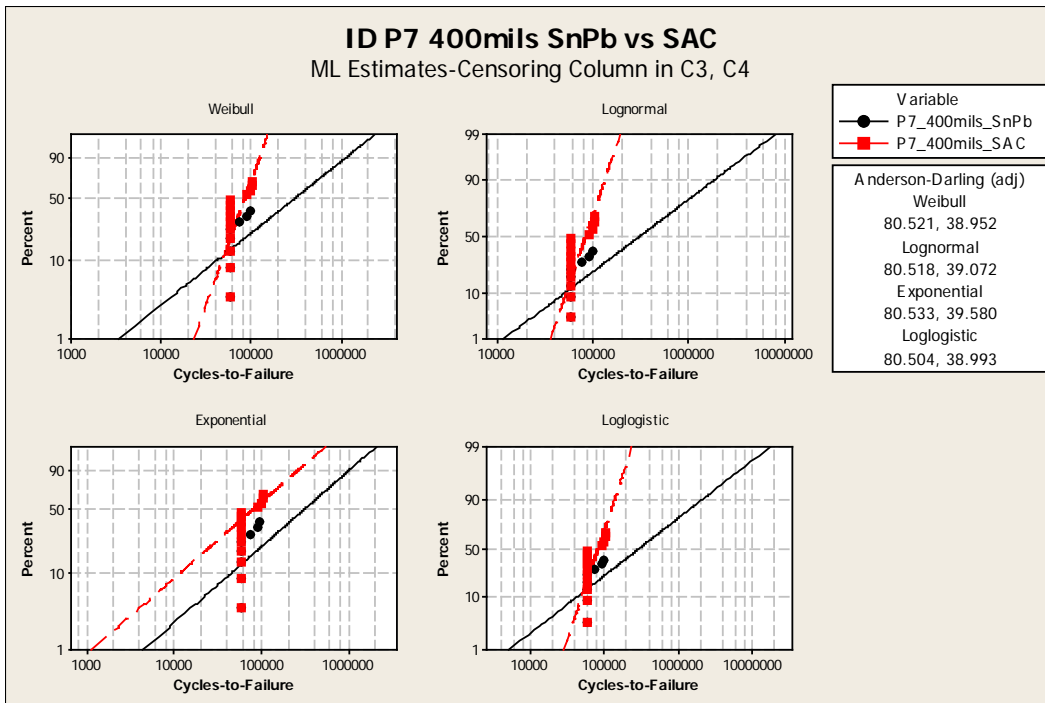 ID P7 400mils SnPb vs SAC
ML Estimates-Censoring Column in C3, C4
Weibull
Percent
90
50
10
1
1000 10000 100000 1000000
Cycles-to-Failure
Lognormal
Percent
99
90
50
10
1
10000 100000 1000000 10000000
Cycles-to-Failure
Variable
P7_400mils_SnPb
P7_400mils_SAC
Anderson-Darling (adj)
Weibull
80.521, 38.952
Lognormal
80.518, 39.072
Exponential
80.533, 39.580
Loglogistic
80.504, 38.993
Exponential
Percent
90
50
10
1
1000 10000 100000 1000000
Cycles-to-Failure
Loglogistic
Percent
99
90
50
10
1
10000 100000 1000000 10000000
Cycles-to-Failure